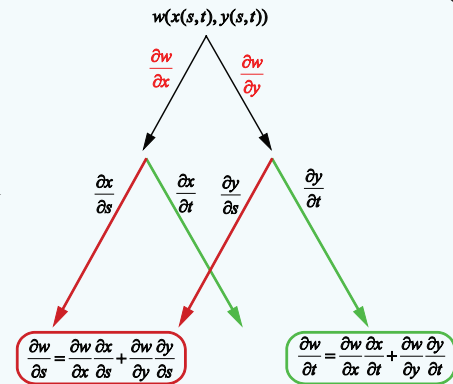 w(x(s,t), y(s,t))
∂w/∂x ∂w/∂y
∂x/∂s ∂x/∂t ∂y/∂s ∂y/∂t
∂w/∂s = ∂w/∂x ∂x/∂s + ∂w/∂y ∂y/∂s
∂w/∂t = ∂w/∂x ∂x/∂t + ∂w/∂y ∂y/∂t